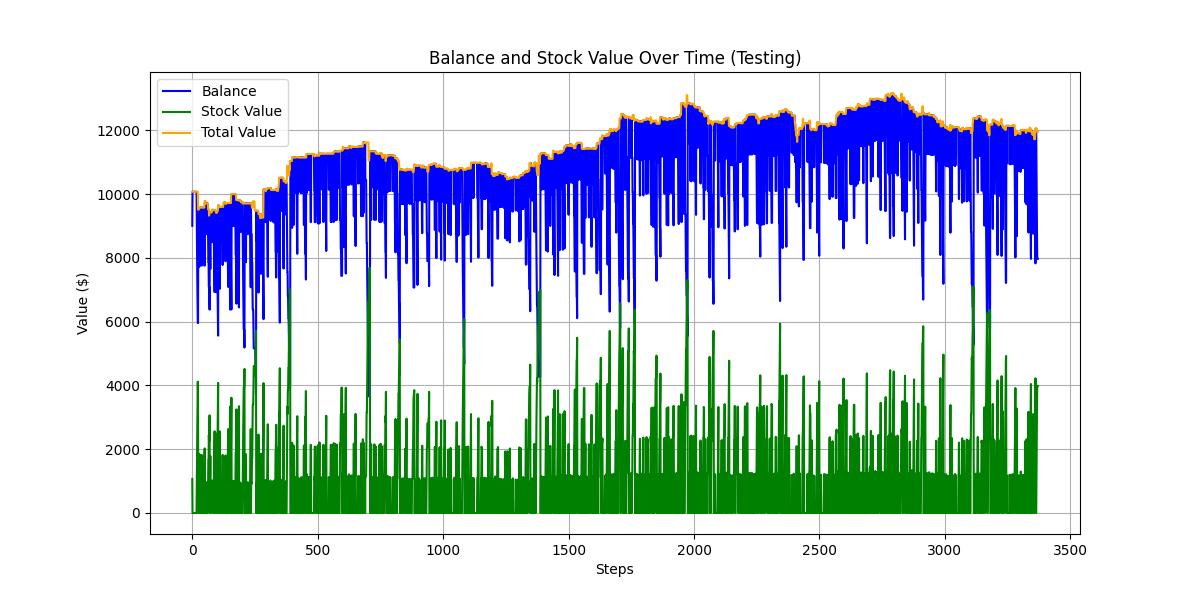 Balance and Stock Value Over Time (Testing)
Balance
Stock Value
Total Value
12000
10000
8000
6000
4000
2000
0
Value ($)
0 500 1000 1500 2000 2500 3000 3500
Steps